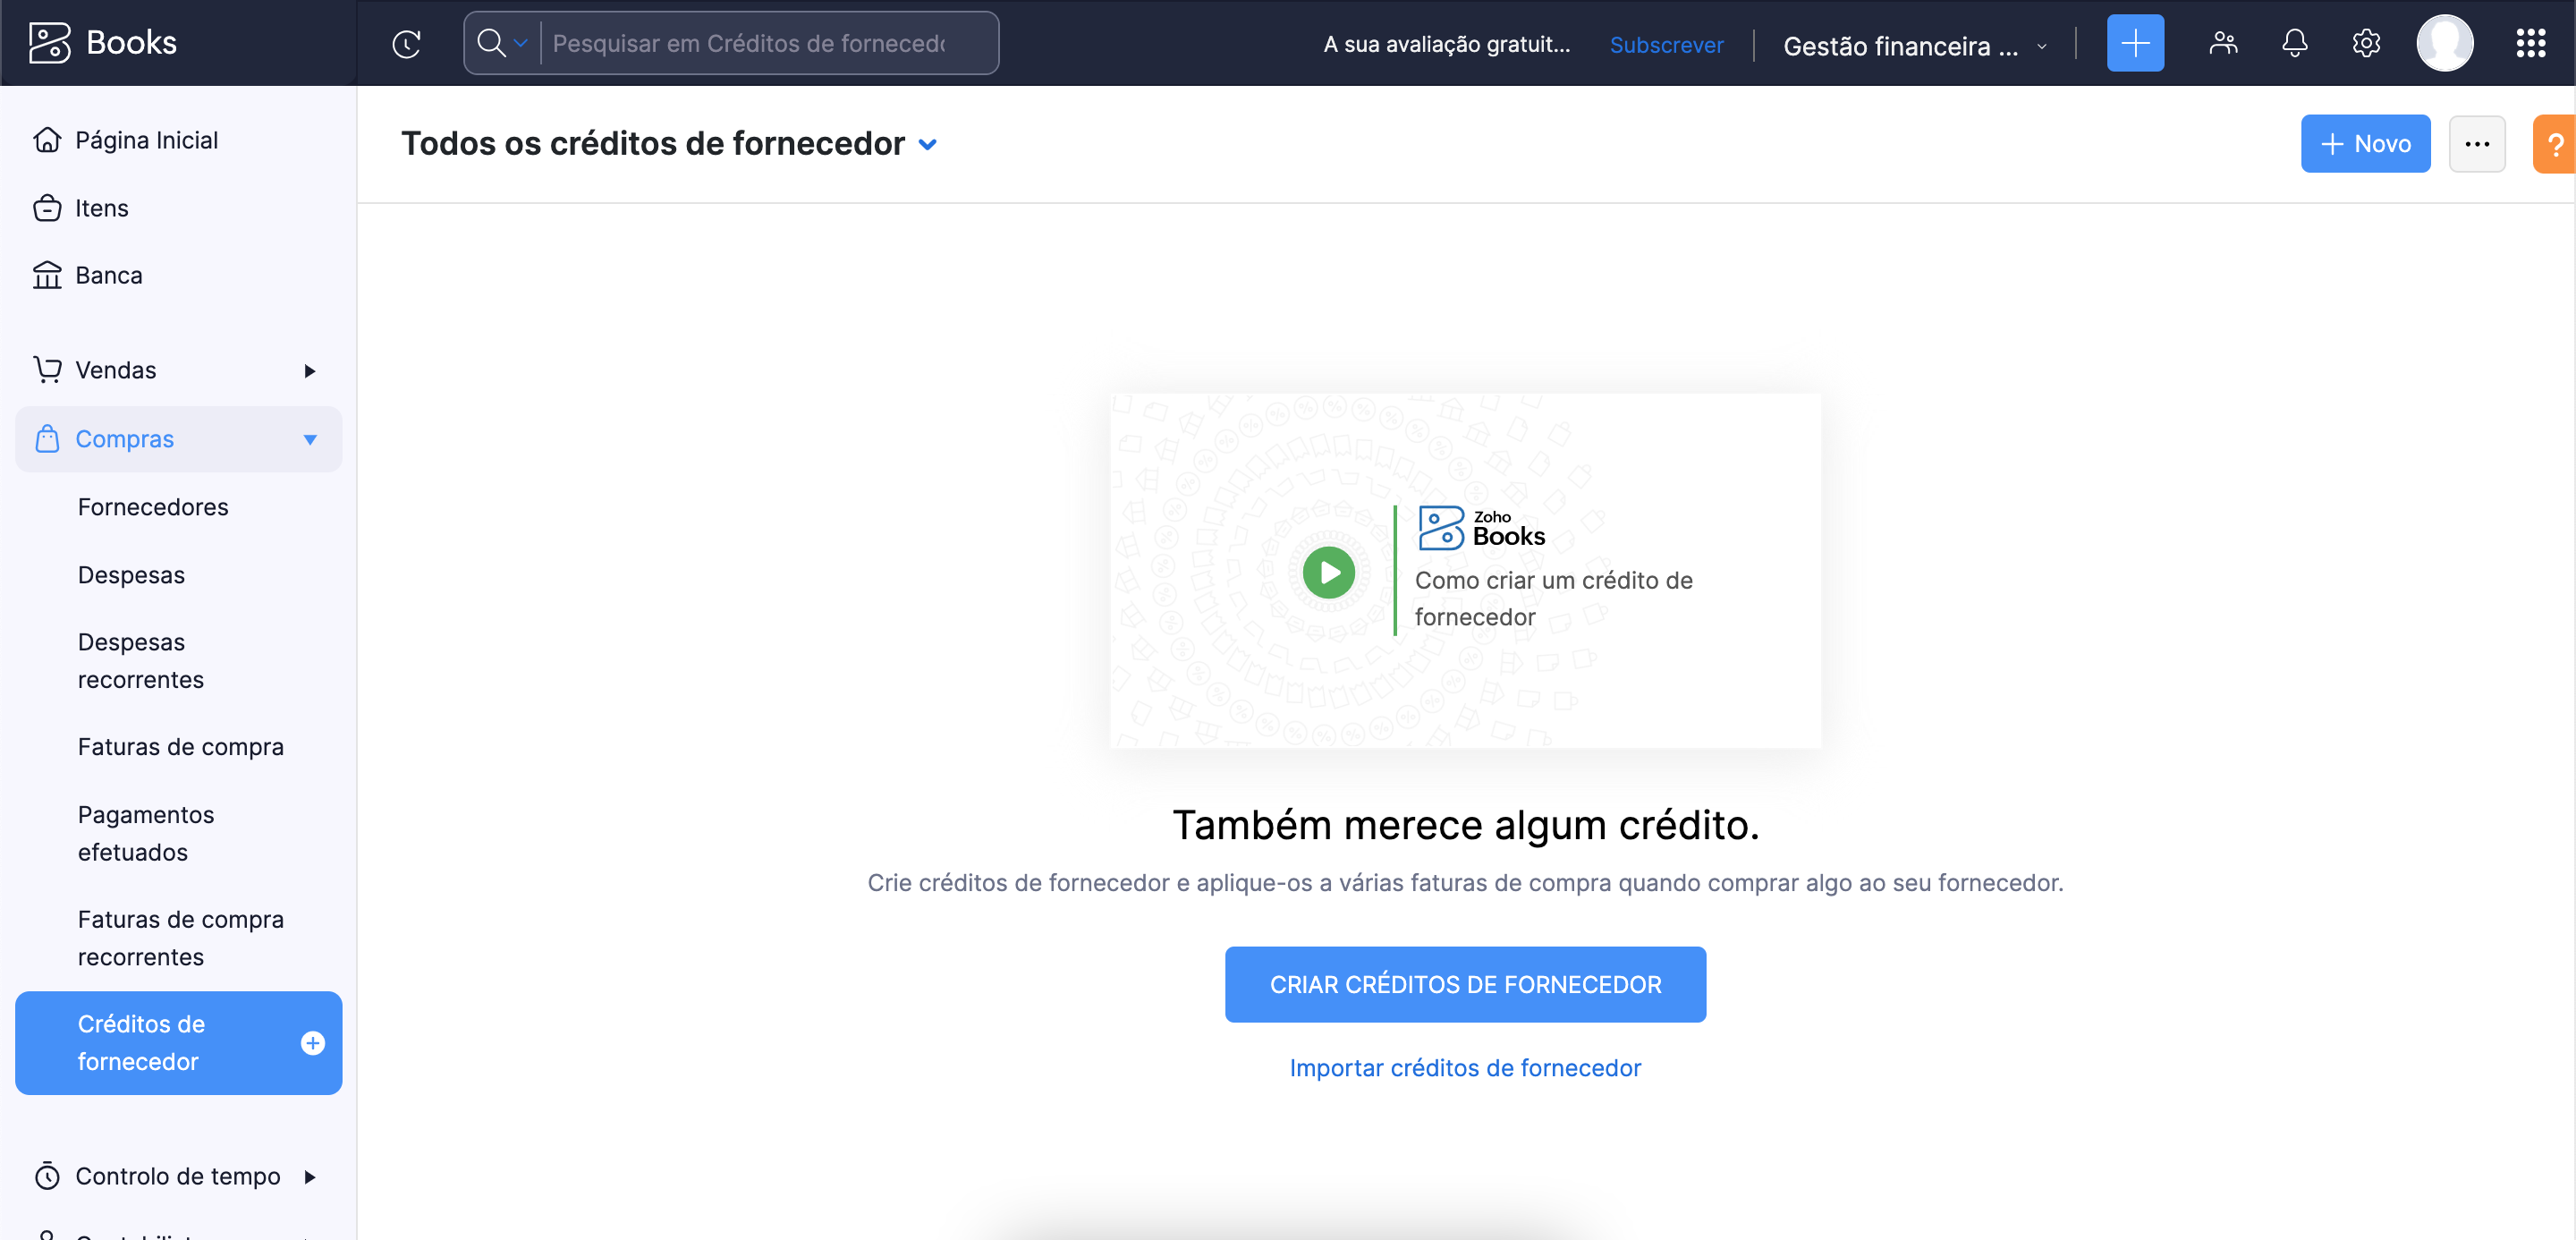 Books
Pesquisar em Créditos de
A sua avaliação gratuit...
Subscrever
Gestão financeira ...
Página Inicial
Itens
Banca
Vendas
Compras
Fornecedores
Despesas
Despesas
recorrentes
Faturas de compra
Pagamentos
efetuados
Faturas de compra
recorrentes
Créditos de
fornecedor
Controlo de tempo
Todos os créditos de fornecedor
+ Novo
...
?
Zoho
Books
Como criar um crédito de
fornecedor
Também merece algum crédito.
Crie créditos de fornecedor e aplique-os a várias faturas de compra quando comprar algo ao seu fornecedor.
CRIAR CRÉDITOS DE FORNECEDOR
Importar créditos de fornecedor